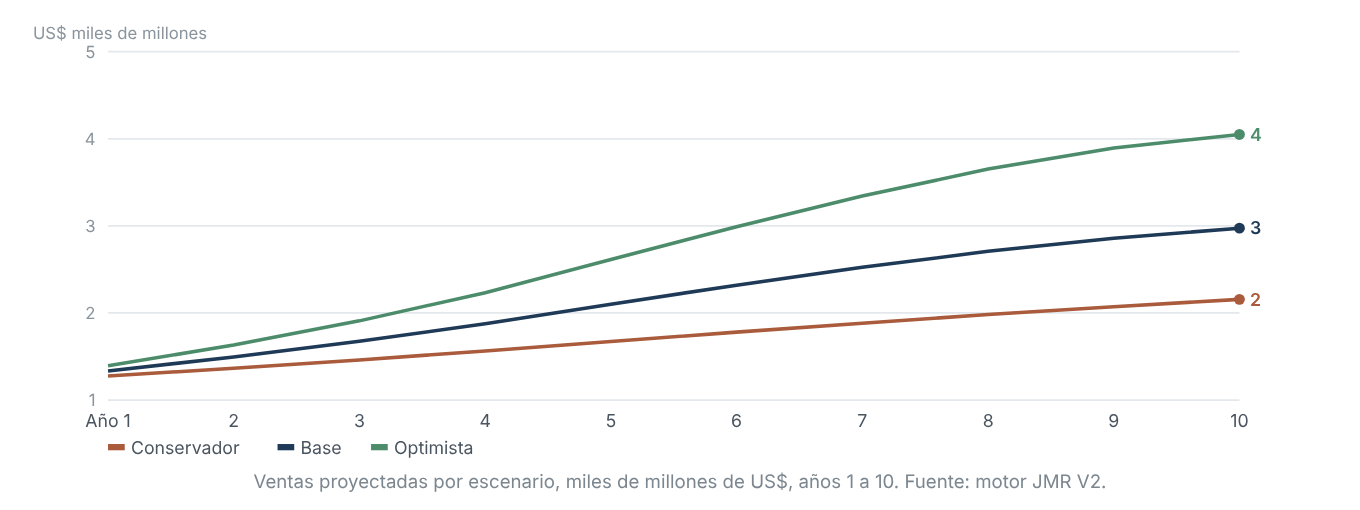 US$ miles de millones
5
4
4
3
3
2
2
1
Año 1 2 3 4 5 6 7 8 9 10
Conservador Base Optimista
Ventas proyectadas por escenario, miles de millones de US$, años 1 a 10. Fuente: motor JMR V2.